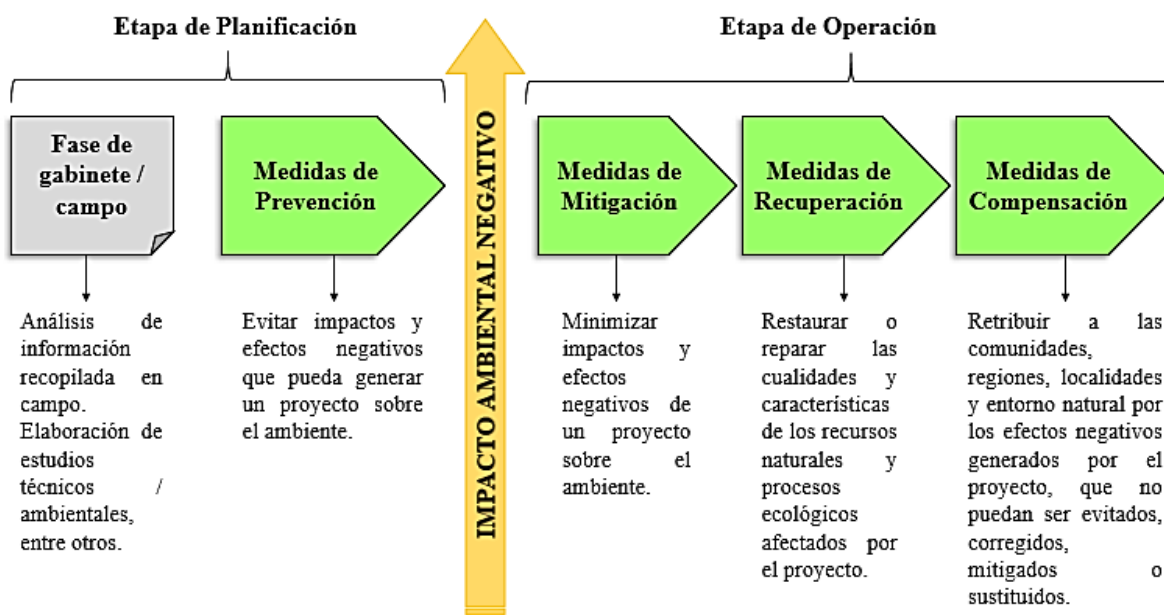 Etapa de Planificación
Etapa de Operación
Fase de
gabinete /
campo
Medidas de
Prevención
IMPACTO AMBIENTAL NEGATIVO
Medidas de
Mitigación
Medidas de
Recuperación
Medidas de
Compensación
Análisis de
información
recopilada en
campo.
Elaboración de
estudios
técnicos /
ambientales,
entre otros.
Evitar impactos y
efectos negativos
que pueda generar
un proyecto sobre
el ambiente.
Minimizar
impactos y
efectos
negativos de
un proyecto
sobre el
ambiente.
Restaurar o
reparar las
cualidades y
características
de los recursos
naturales y
procesos
ecológicos
afectados por
el proyecto.
Retribuir a las
comunidades,
regiones, localidades
y entorno natural por
los efectos negativos
generados por el
proyecto, que no
puedan ser evitados,
corregidos,
mitigados o
sustituidos.